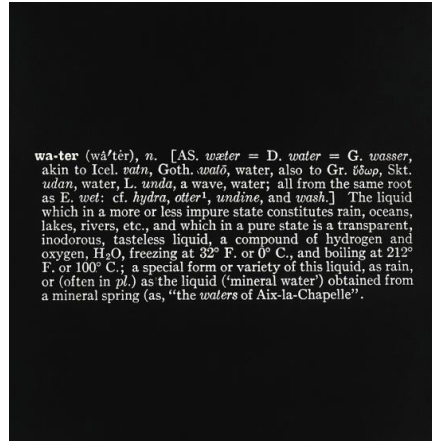 wa-ter (wâ′tėr), n. [AS. wæter = D. water = G. wasser,
akin to Icel. vatn, Goth. watō, water, also to Gr. ὕδωρ, Skt.
udan, water, L. unda, a wave, water; all from the same root
as E. wet: cf. hydra, otter¹, undine, and wash.] The liquid
which in a more or less impure state constitutes rain, oceans,
lakes, rivers, etc., and which in a pure state is a transparent,
inodorous, tasteless liquid, a compound of hydrogen and
oxygen, H₂O, freezing at 32° F. or 0° C., and boiling at 212°
F. or 100° C.; a special form or variety of this liquid, as rain,
or (often in pl.) as the liquid (‘mineral water’) obtained from
a mineral spring (as, “the waters of Aix-la-Chapelle”.